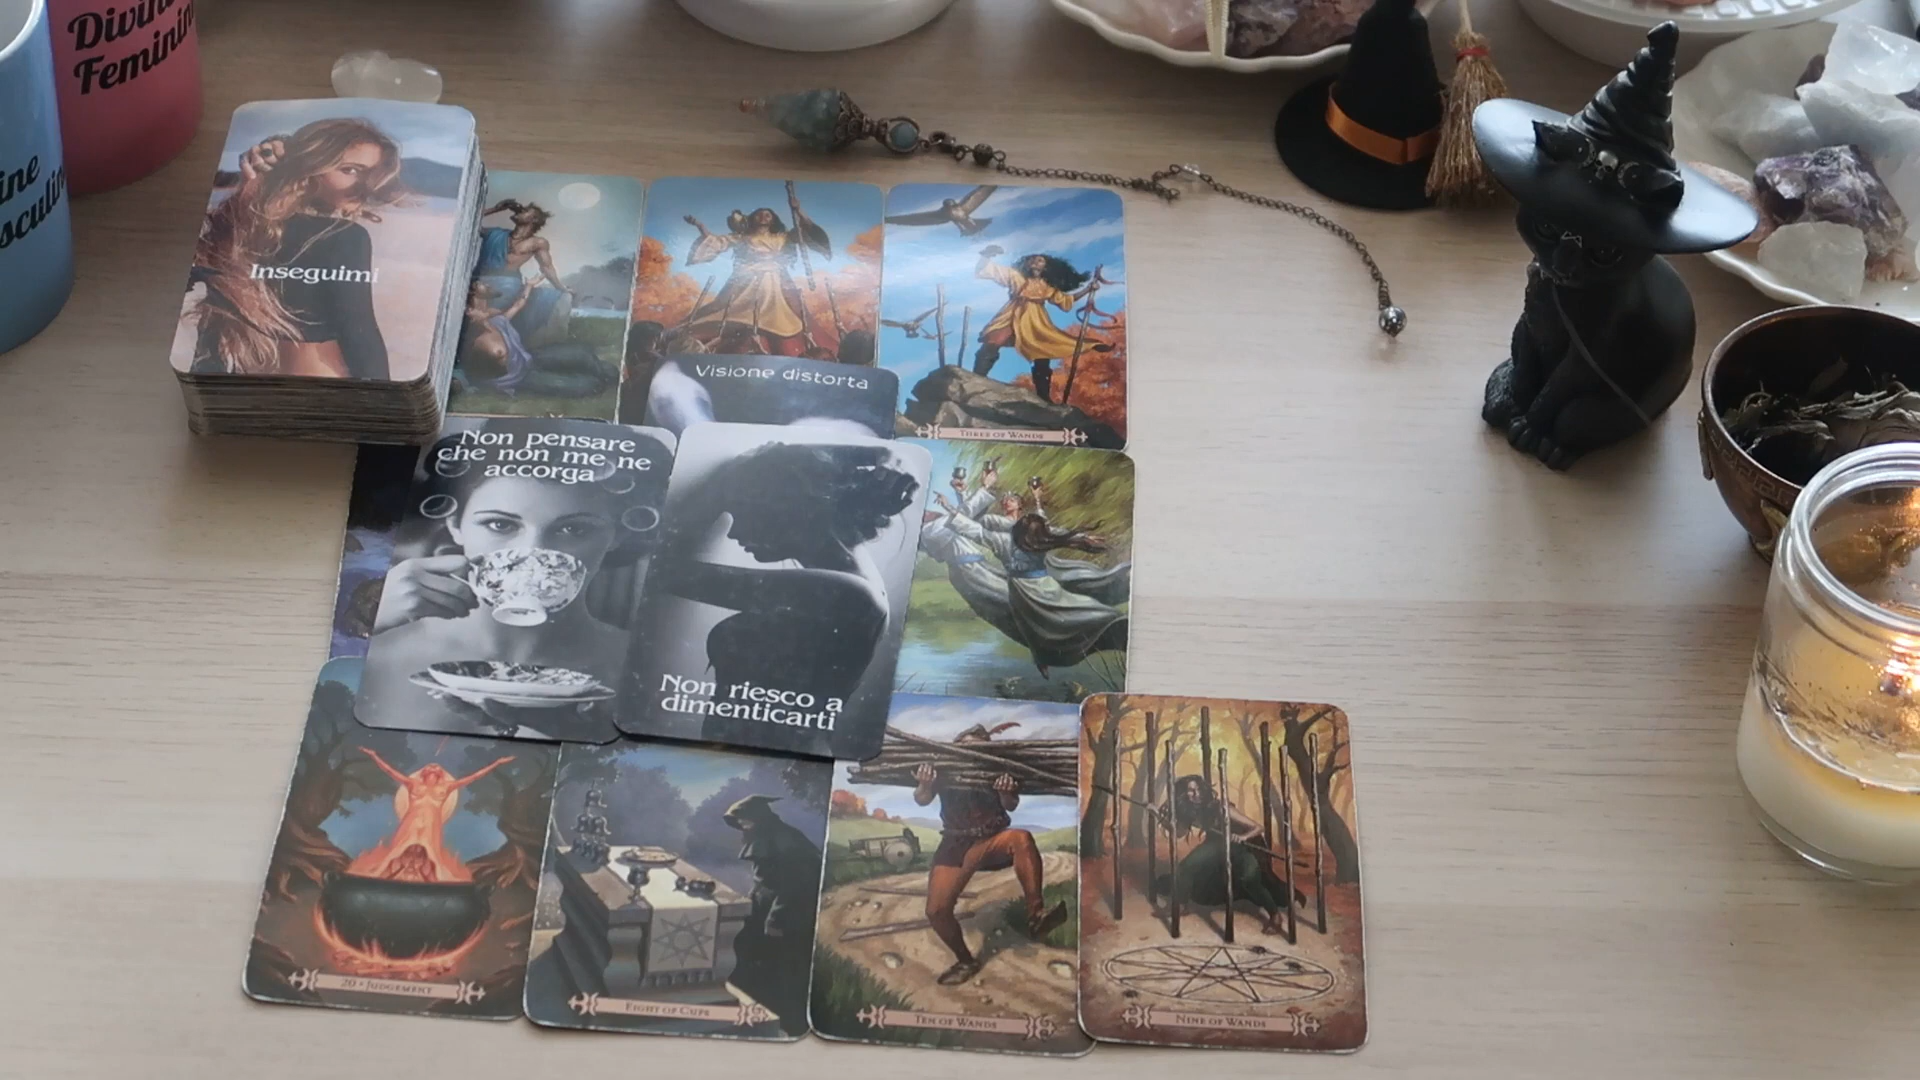 Divin
Feminin
ine
sculin
Inseguimi
Visione distorta
Three of Wands
Non pensare
che non me ne
accorga
Non riesco a
dimenticarti
20 • Judgement
Eight of Cups
Ten of Wands
Nine of Wands